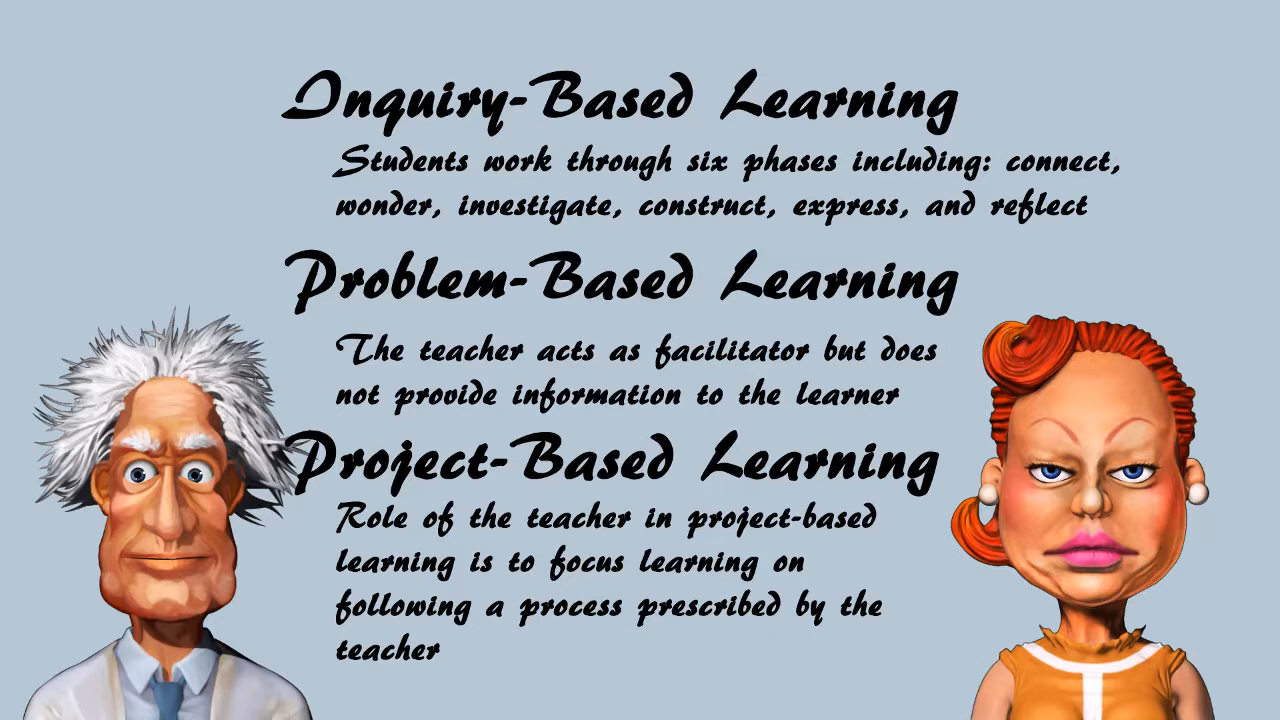 Inquiry-Based Learning
Students work through six phases including: connect,
wonder, investigate, construct, express, and reflect
Problem-Based Learning
The teacher acts as facilitator but does
not provide information to the learner
Project-Based Learning
Role of the teacher in project-based
learning is to focus learning on
following a process prescribed by the
teacher